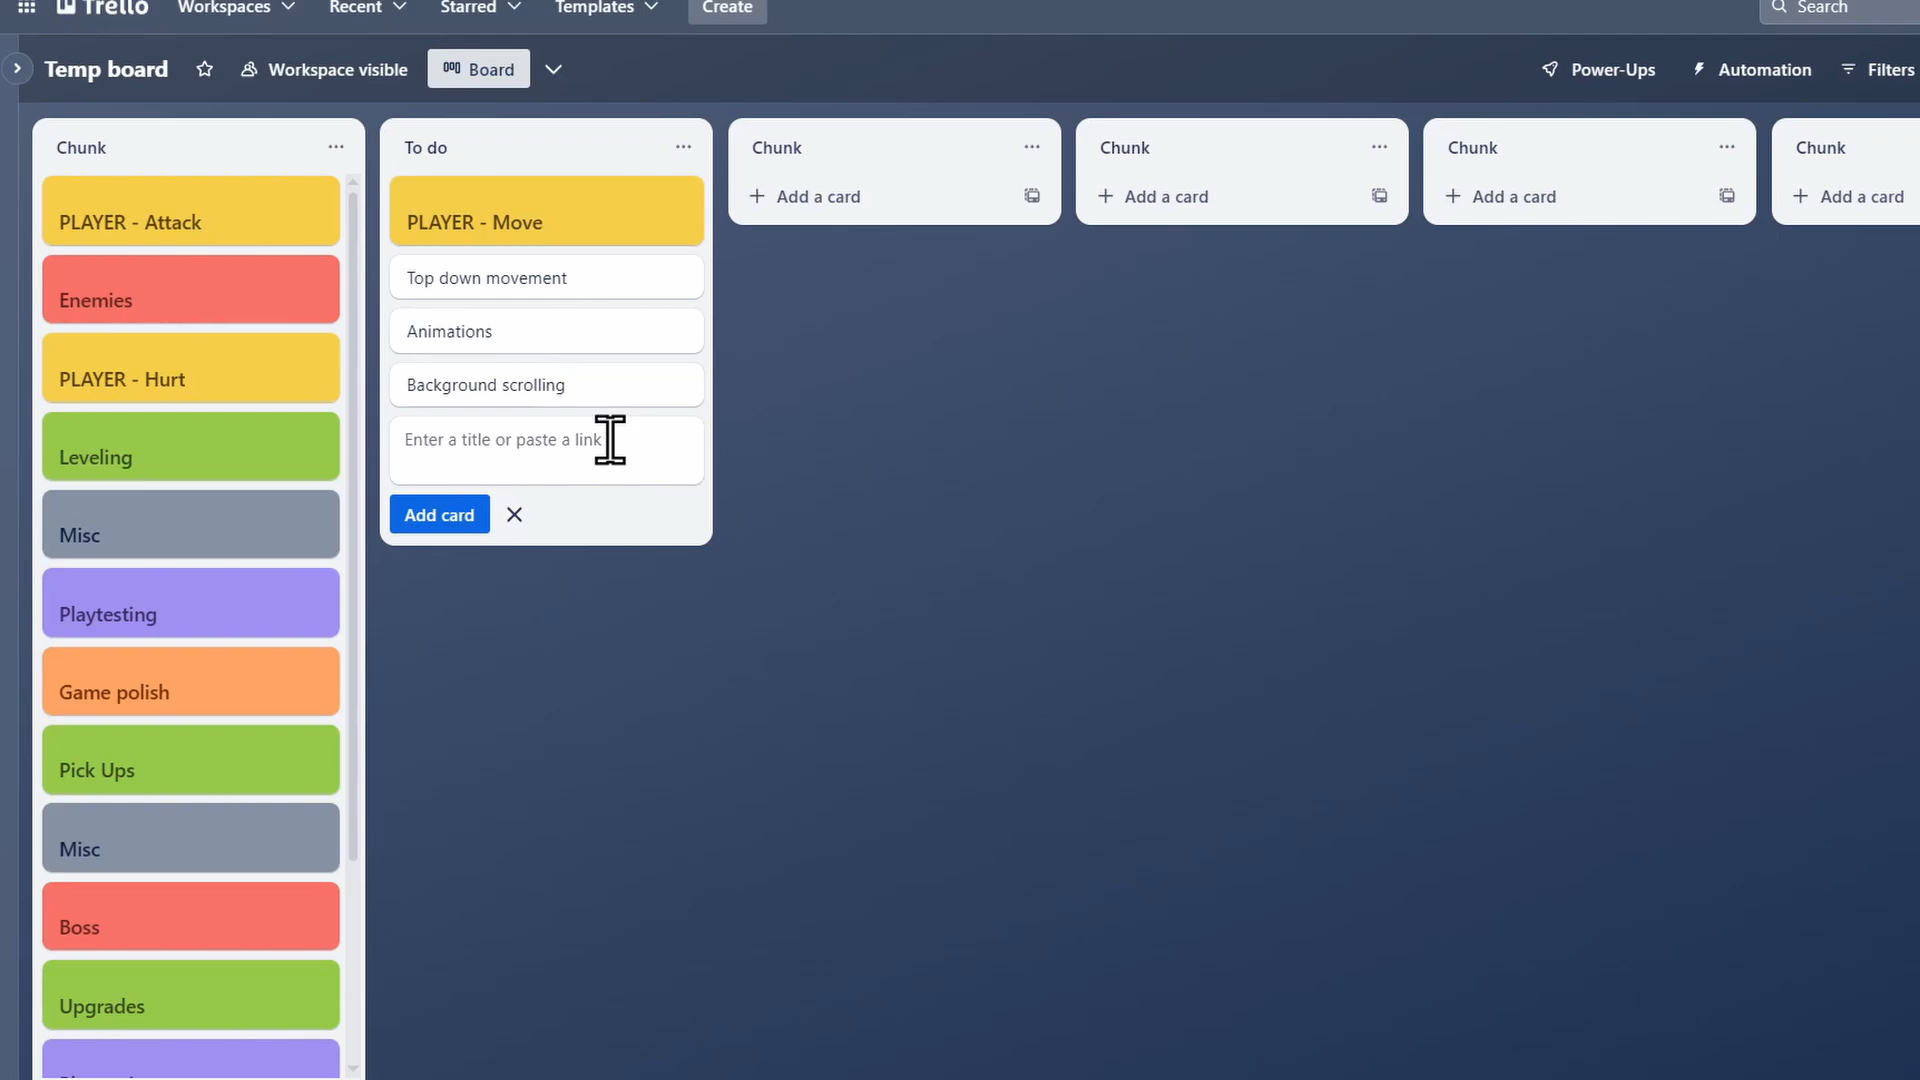 Trello
Workspaces
Recent
Starred
Templates
Create
Search
Temp board
Workspace visible
Board
Power-Ups
Automation
Filters
Chunk
PLAYER - Attack
Enemies
PLAYER - Hurt
Leveling
Misc
Playtesting
Game polish
Pick Ups
Misc
Boss
Upgrades
To do
PLAYER - Move
Top down movement
Animations
Background scrolling
Enter a title or paste a link
Add card
Chunk
Add a card
Chunk
Add a card
Chunk
Add a card
Chunk
Add a card